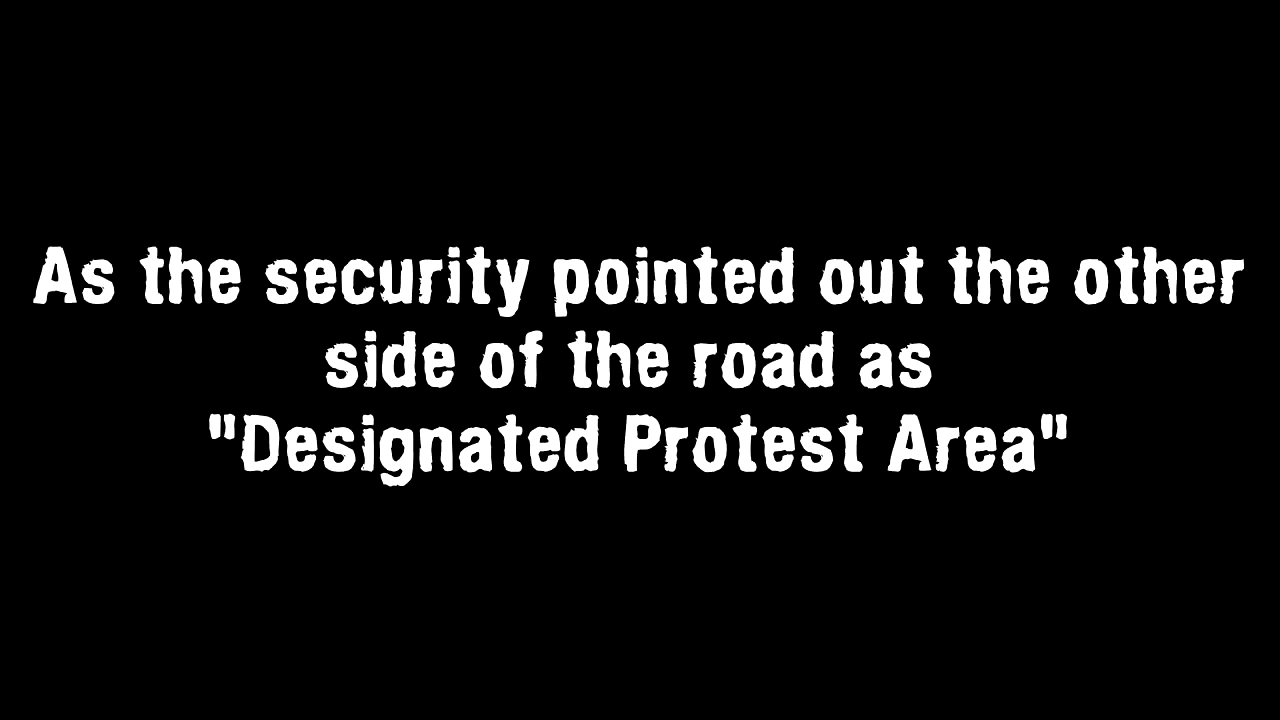 As the security pointed out the other
side of the road as
"Designated Protest Area"